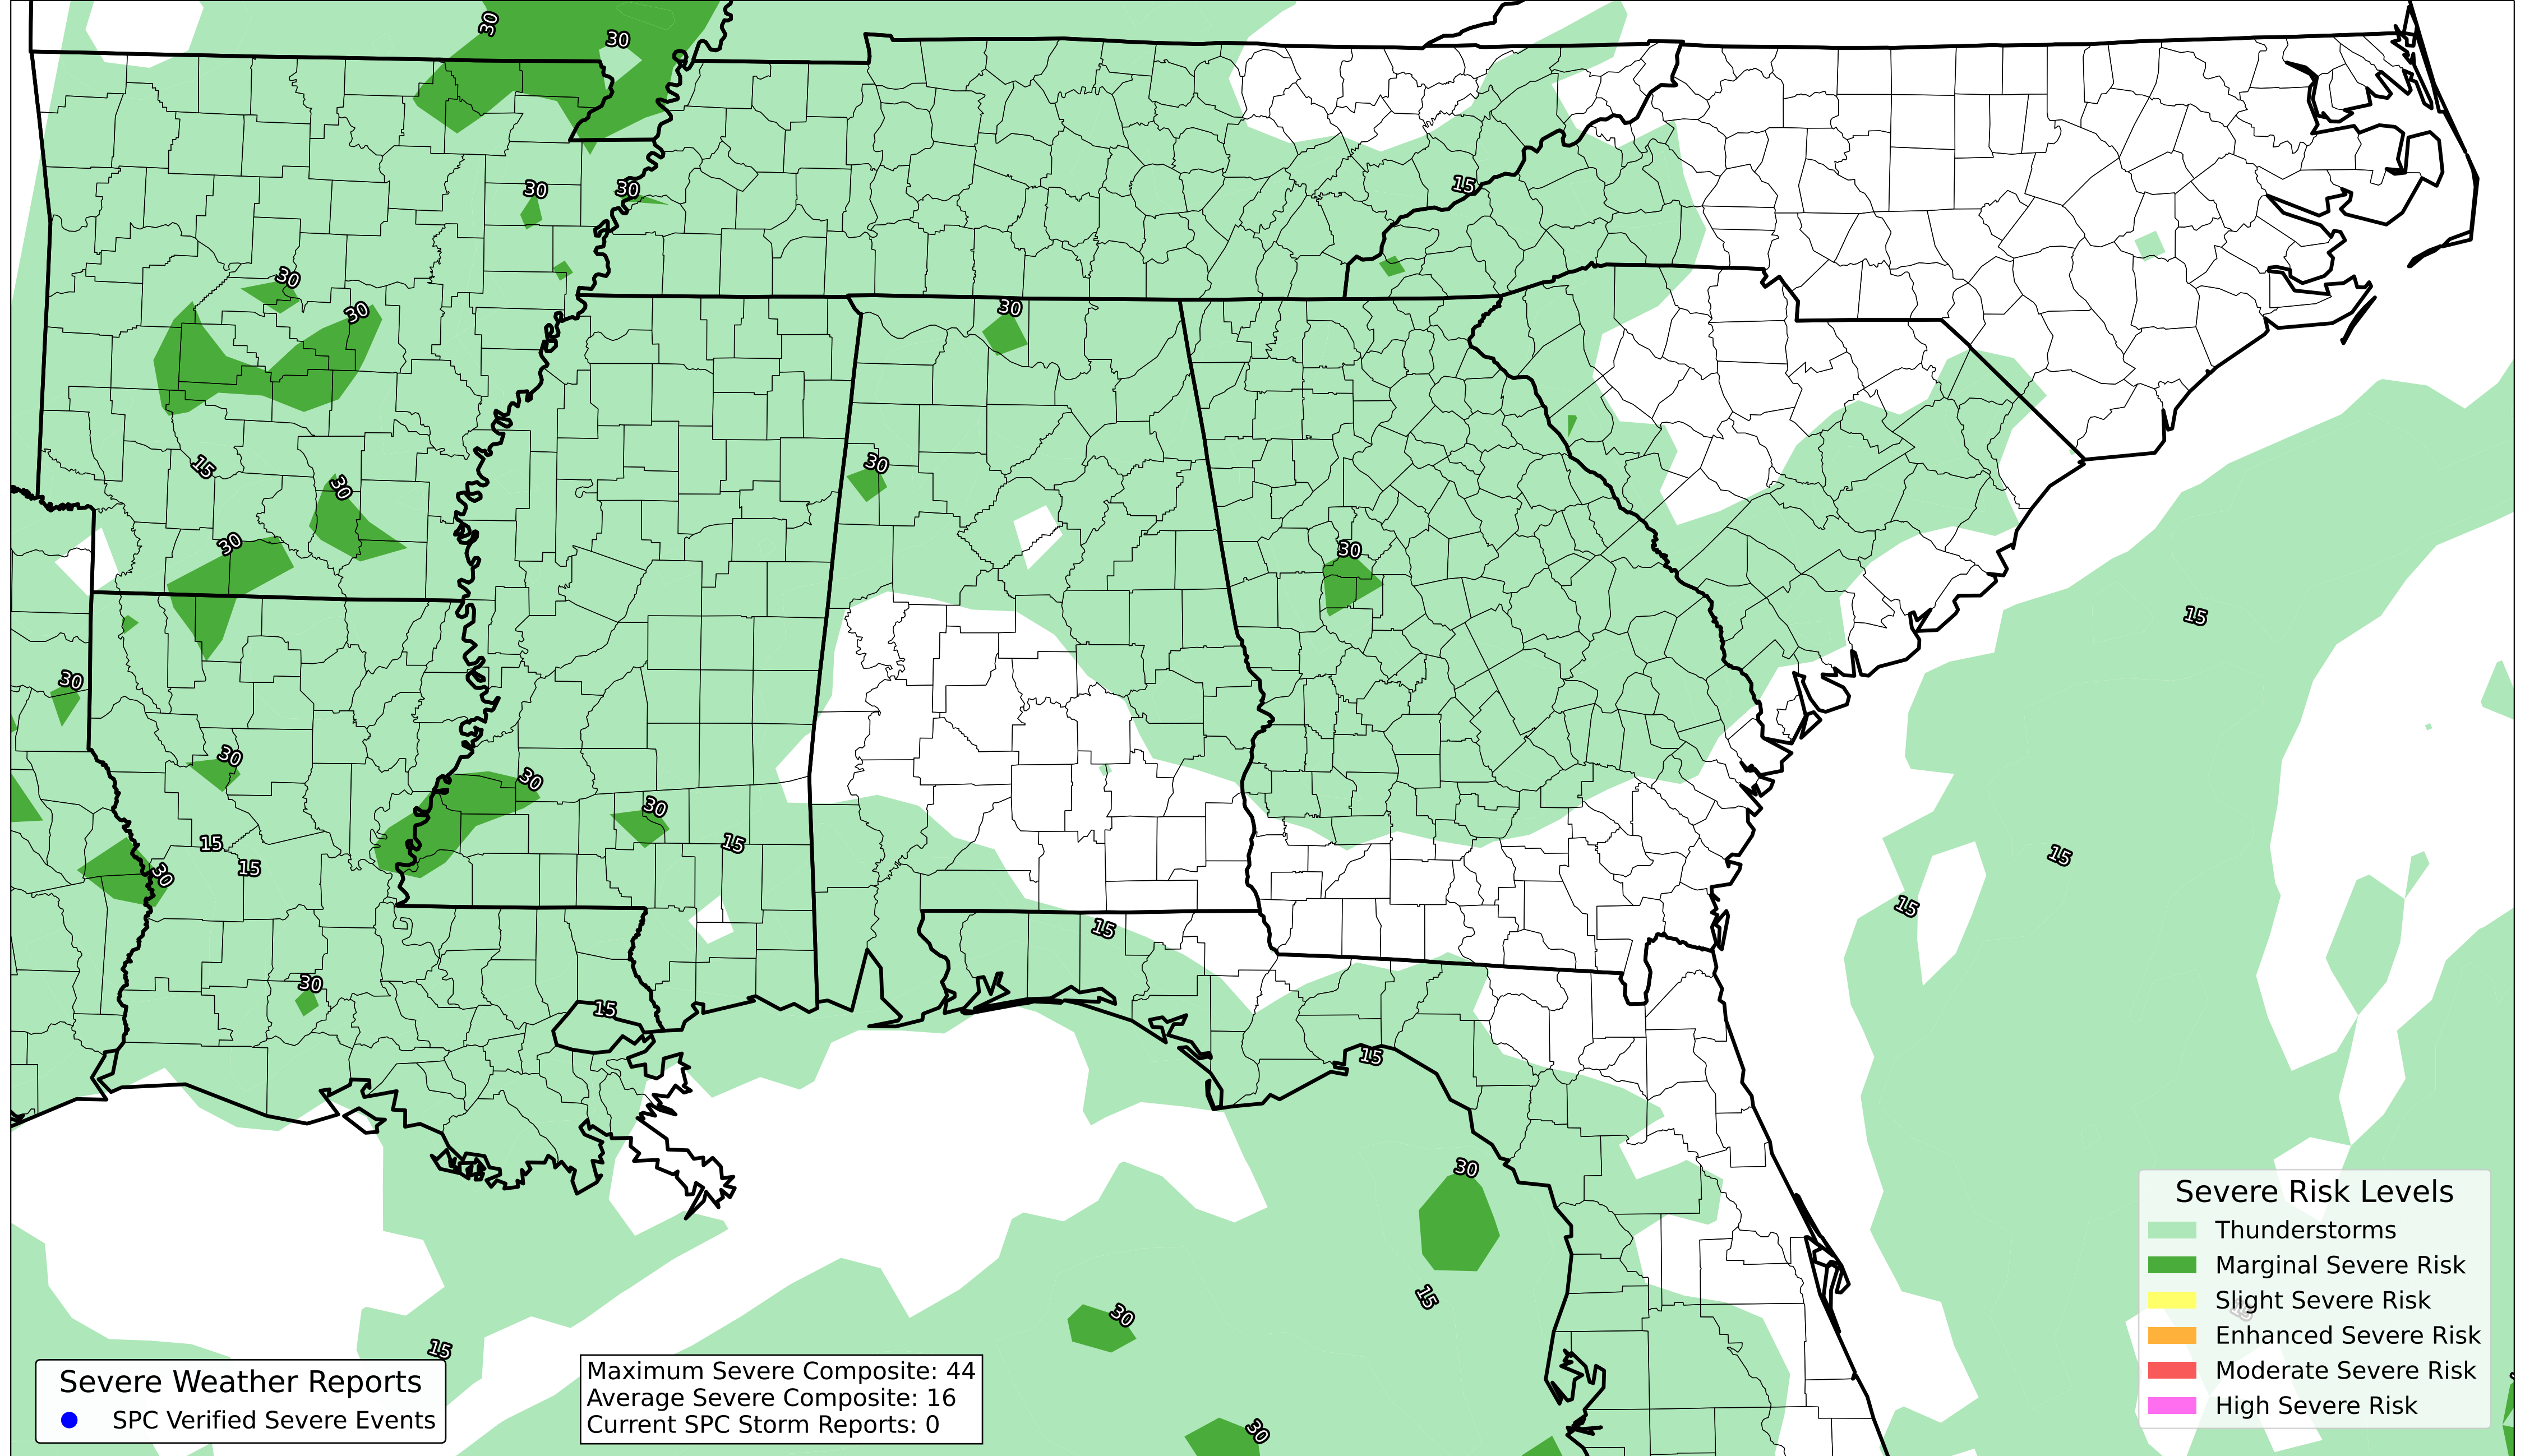 30
30
30
30
15
30
30
30
30
15
30
30
30
15
30
30
30
30
15
15
15
15
30
15
15
30
15
15
30
15
30
15
15
30
Severe Risk Levels
Thunderstorms
Marginal Severe Risk
Slight Severe Risk
Enhanced Severe Risk
Moderate Severe Risk
High Severe Risk
Severe Weather Reports
SPC Verified Severe Events
Maximum Severe Composite: 44
Average Severe Composite: 16
Current SPC Storm Reports: 0